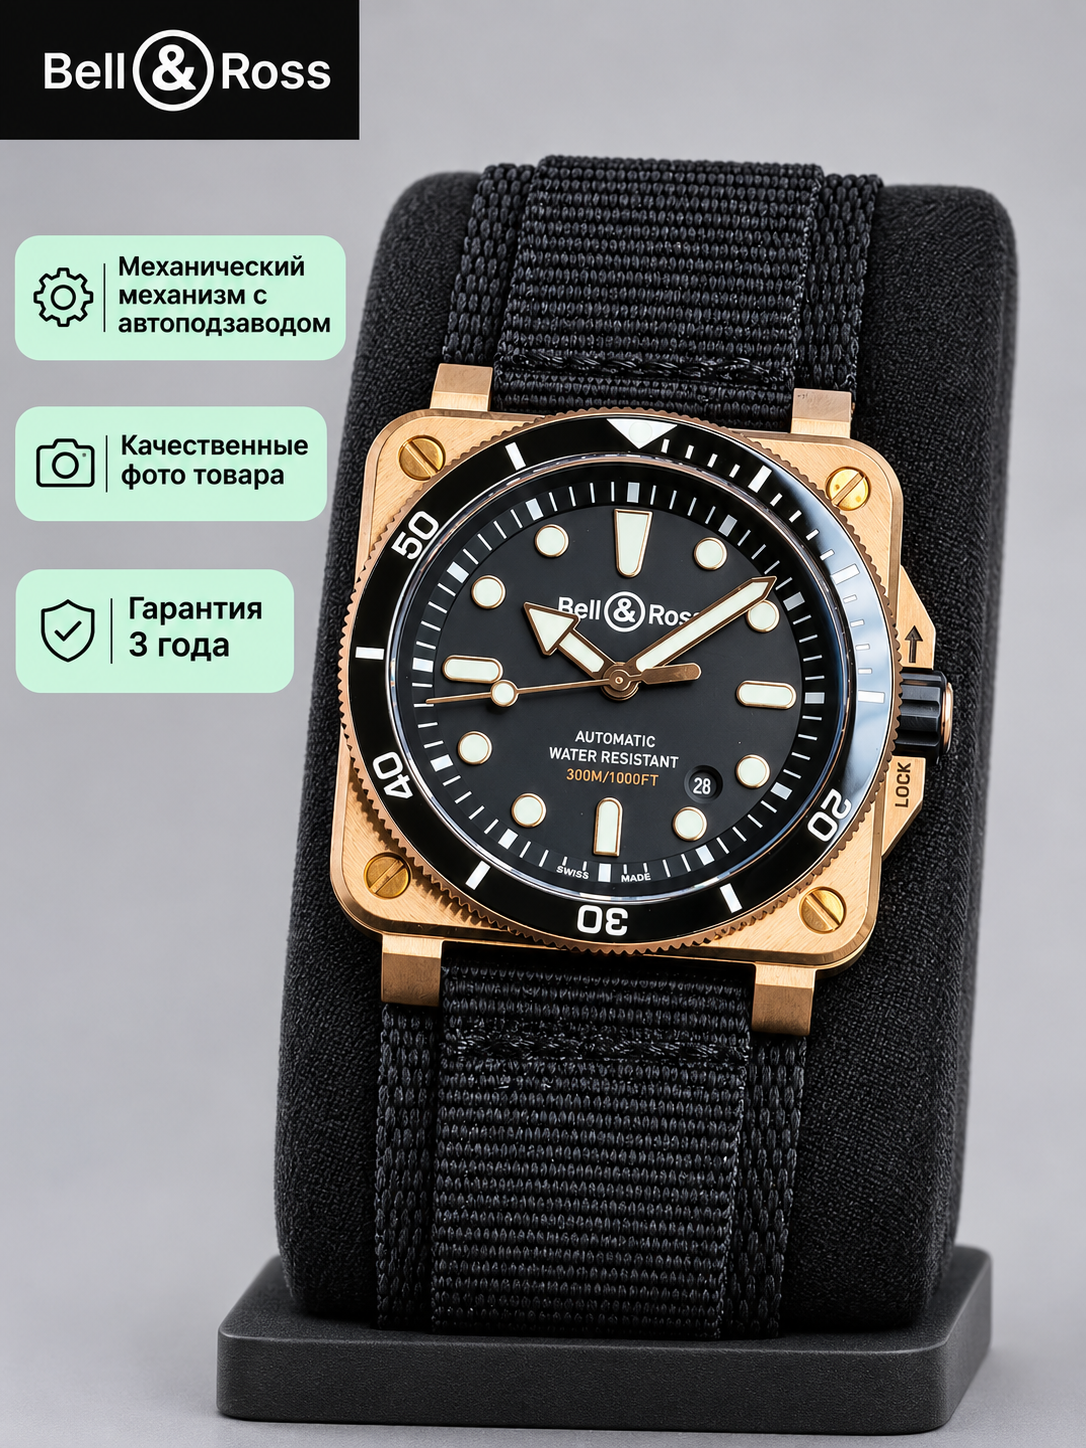 Bell & Ross
Механический
механизм с
автоподзаводом
Качественные
фото товара
Гарантия
3 года
50
Bell & Ross
AUTOMATIC
WATER RESISTANT
300M/1000FT
28
LOCK
40
20
SWISS MADE
30